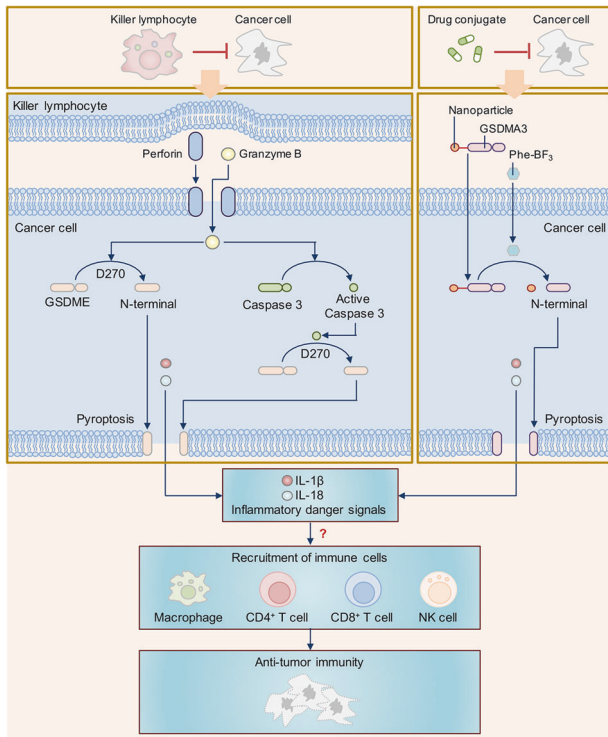 Killer lymphocyte
Cancer cell
Drug conjugate
Cancer cell
Killer lymphocyte
Perforin
Granzyme B
Cancer cell
D270
GSDME
N-terminal
Caspase 3
Active
Caspase 3
D270
Pyroptosis
Nanoparticle
GSDMA3
Phe-BF₃
Cancer cell
N-terminal
Pyroptosis
IL-1β
IL-18
Inflammatory danger signals
?
Recruitment of immune cells
Macrophage
CD4⁺ T cell
CD8⁺ T cell
NK cell
Anti-tumor immunity